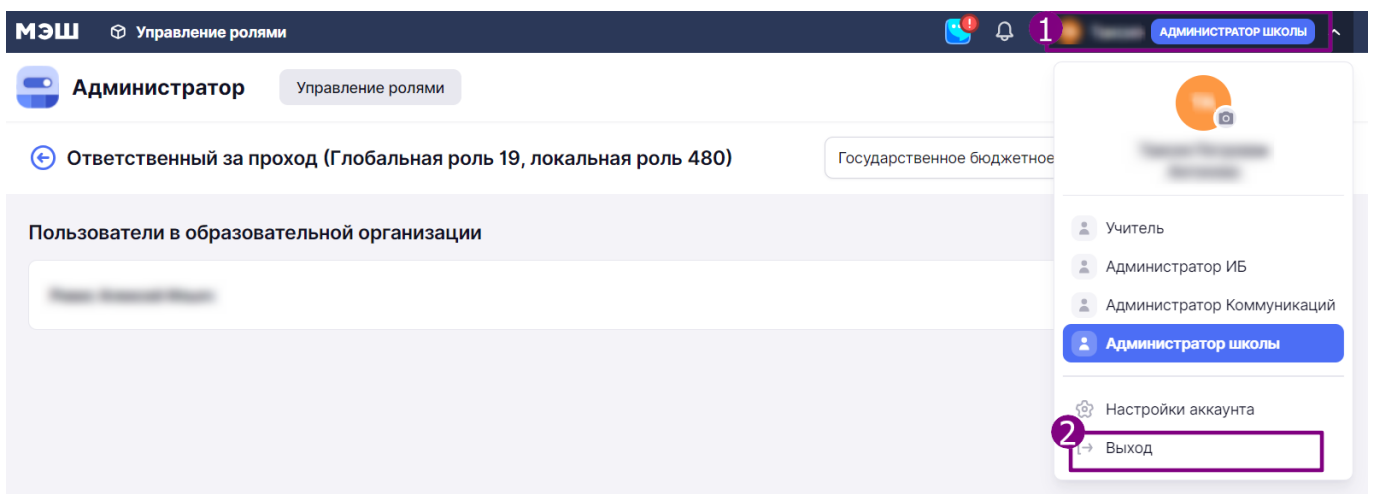 МЭШ Управление ролями ! 1 АДМИНИСТРАТОР ШКОЛЫ
Администратор Управление ролями
Ответственный за проход (Глобальная роль 19, локальная роль 480) Государственное бюджетное
Пользователи в образовательной организации
Учитель
Администратор ИБ
Администратор Коммуникаций
Администратор школы
Настройки аккаунта
2 Выход